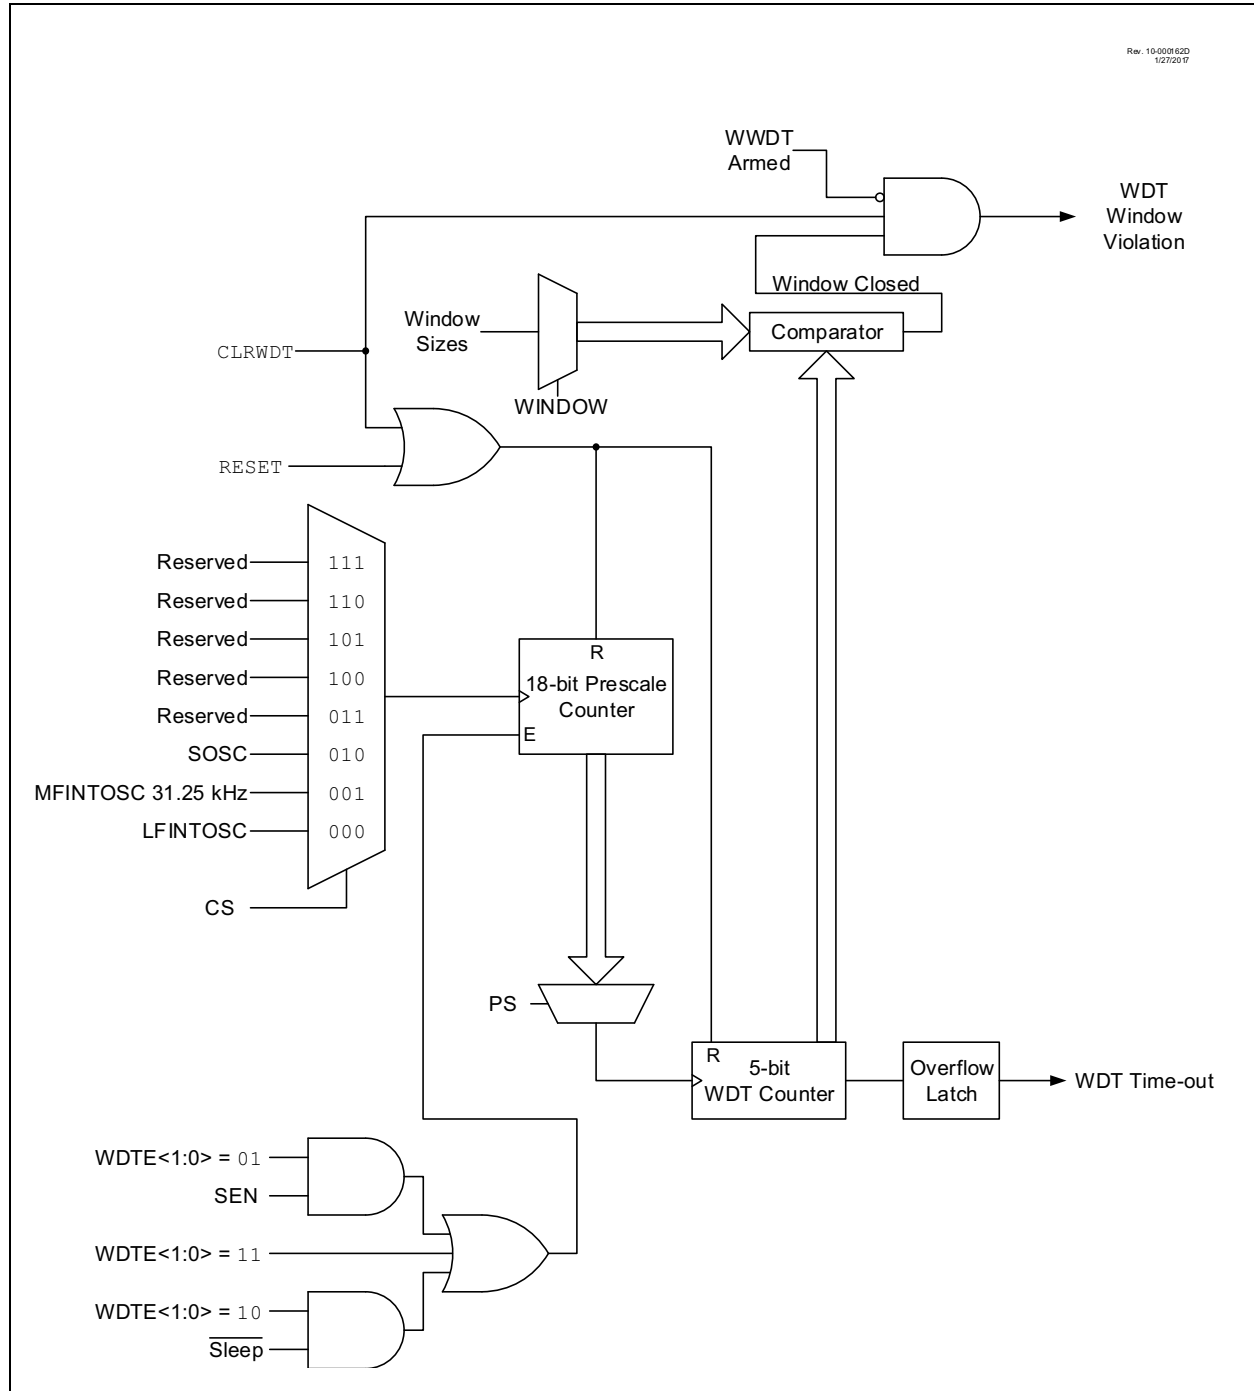 Rev. 10-000162D
1/27/2017
WWDT
Armed
WDT
Window
Violation
Window Closed
Window
Sizes
Comparator
CLRWDT
WINDOW
RESET
Reserved 111
Reserved 110
Reserved 101
Reserved 100
Reserved 011
SOSC 010
MFINTOSC 31.25 kHz 001
LFINTOSC 000
CS
R
18-bit Prescale
Counter
E
PS
R
5-bit
WDT Counter
Overflow
Latch
WDT Time-out
WDTE<1:0> = 01
SEN
WDTE<1:0> = 11
WDTE<1:0> = 10
Sleep